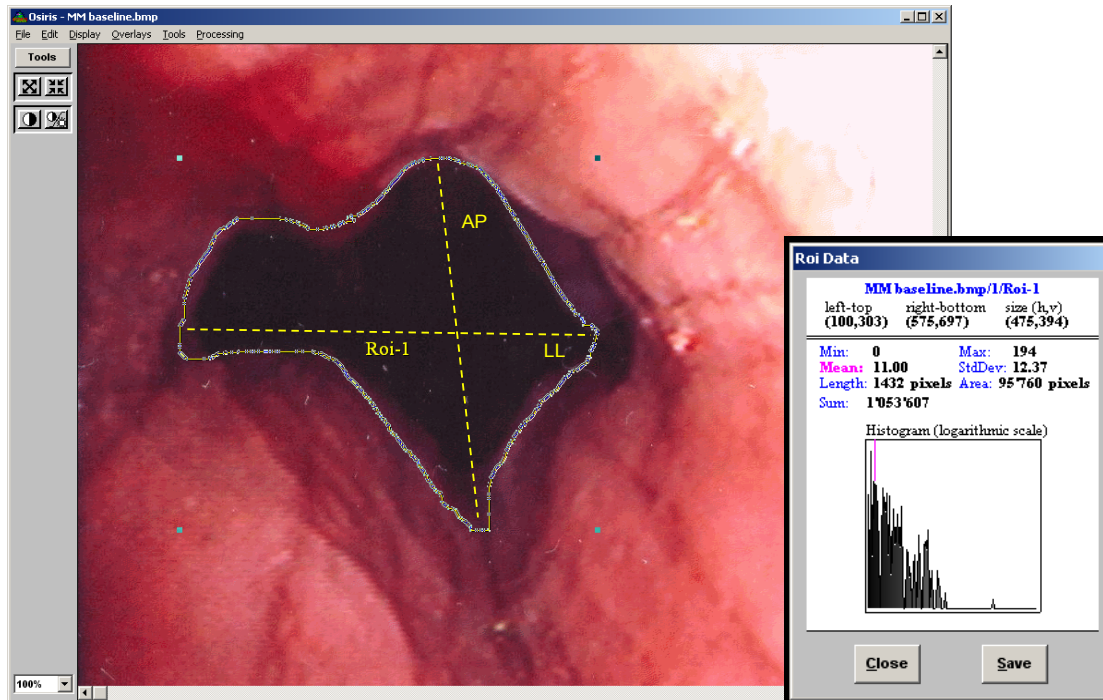 Osiris - MM baseline.bmp
File Edit Display Overlays Tools Processing
Tools
AP
Roi-1
LL
100%
Roi Data
MM baseline.bmp/1/Roi-1
left-top right-bottom size (h,v)
(100,303) (575,697) (475,394)
Min: 0 Max: 194
Mean: 11.00 StdDev: 12.37
Length: 1432 pixels Area: 95'760 pixels
Sum: 1'053'607
Histogram (logarithmic scale)
Close Save